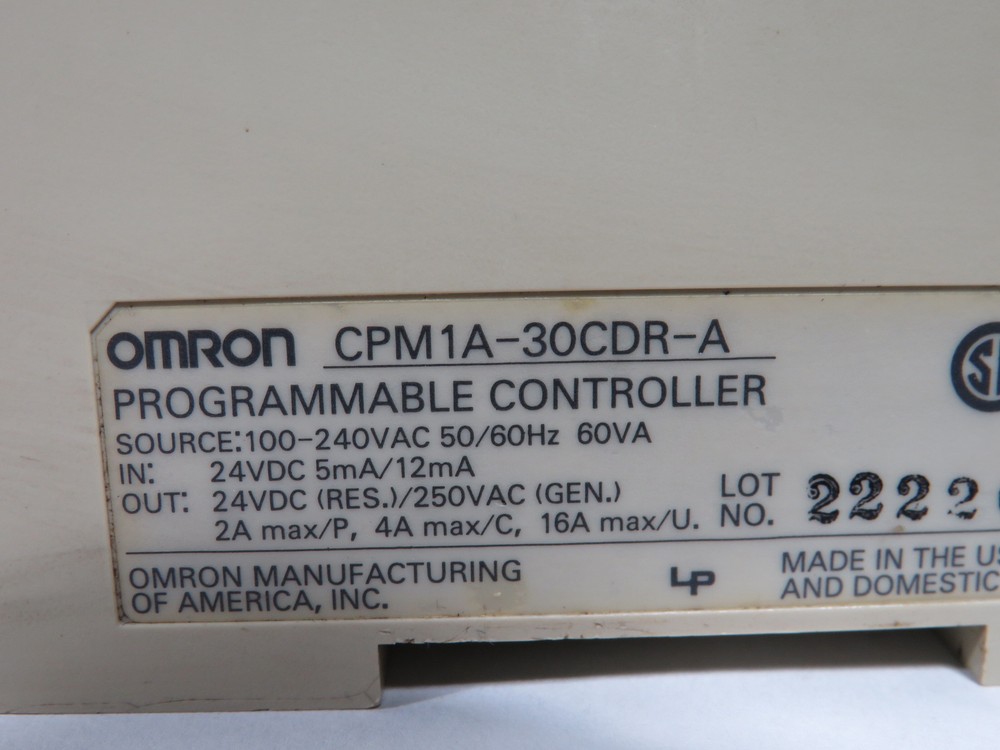 OMRON CPM1A-30CDR-A
PROGRAMMABLE CONTROLLER
SOURCE:100-240VAC 50/60Hz 60VA
IN: 24VDC 5mA/12mA
OUT: 24VDC (RES.)/250VAC (GEN.)
2A max/P, 4A max/C, 16A max/U.
LOT NO. 2222
OMRON MANUFACTURING
OF AMERICA, INC.
LP
MADE IN THE US
AND DOMESTIC